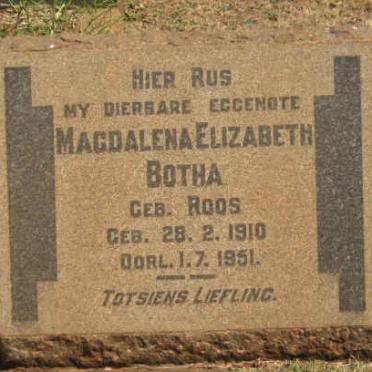 HIER RUS
MY DIERBARE EGGENOTE
MAGDALENA ELIZABETH
BOTHA
GEB. ROOS
GEB. 28. 2. 1910
OORL. 1. 7. 1951.
TOTSIENS LIEFLING.